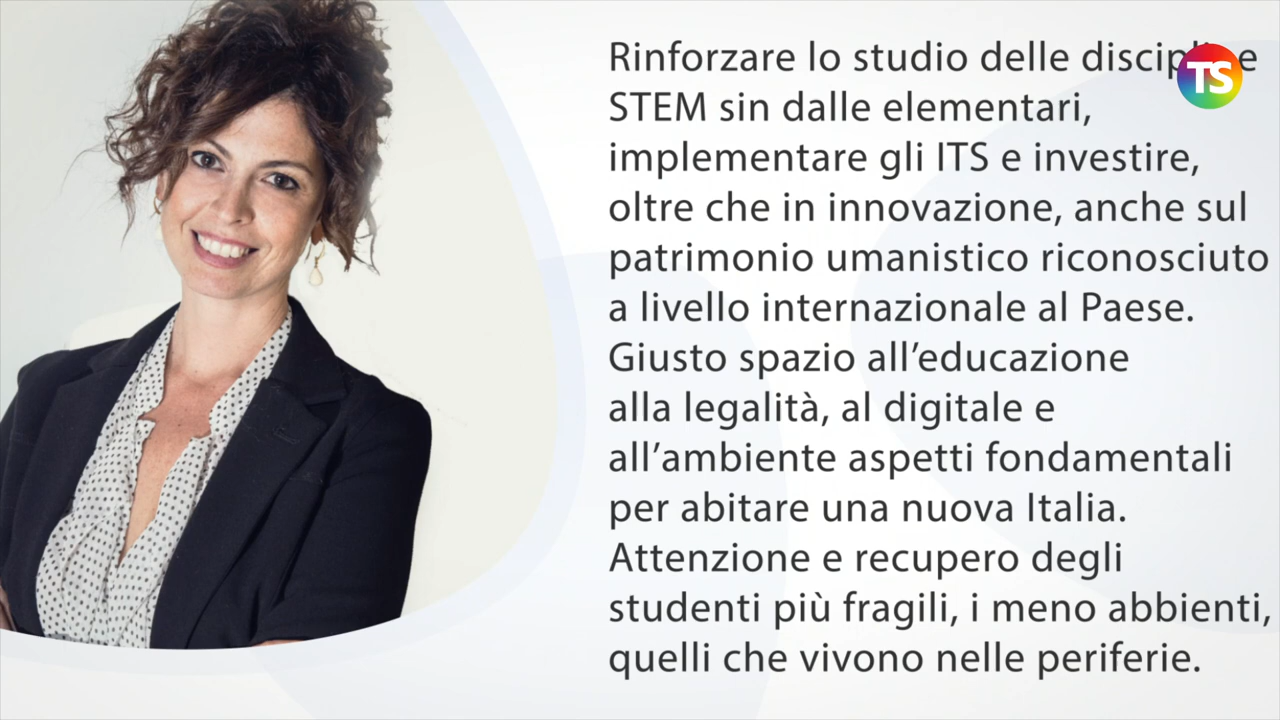 Rinforzare lo studio delle discipline
STEM sin dalle elementari,
implementare gli ITS e investire,
oltre che in innovazione, anche sul
patrimonio umanistico riconosciuto
a livello internazionale al Paese.
Giusto spazio all’educazione
alla legalità, al digitale e
all’ambiente aspetti fondamentali
per abitare una nuova Italia.
Attenzione e recupero degli
studenti più fragili, i meno abbienti,
quelli che vivono nelle periferie.
TS